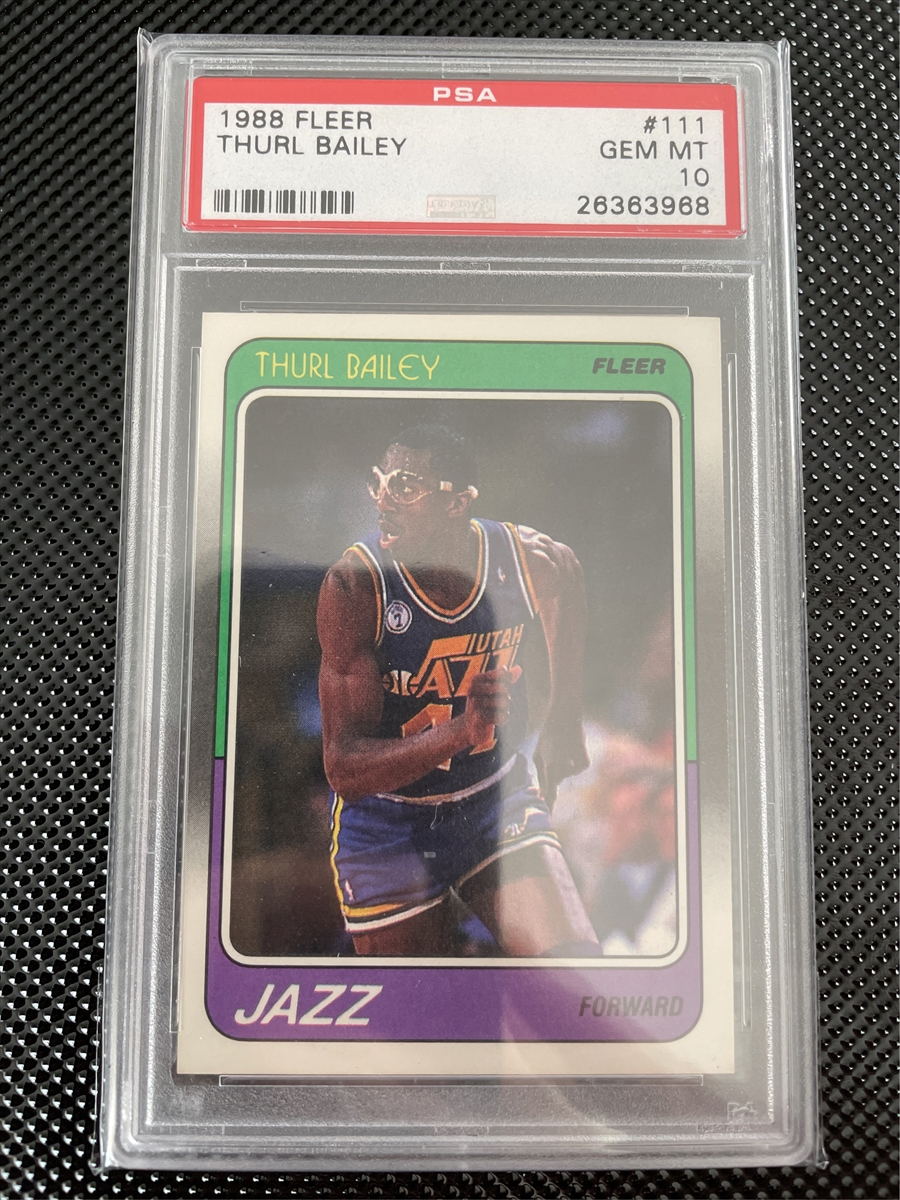 PSA
1988 FLEER #111
THURL BAILEY GEM MT
10
26363968
THURL BAILEY FLEER
UTAH
JAZZ
JAZZ FORWARD